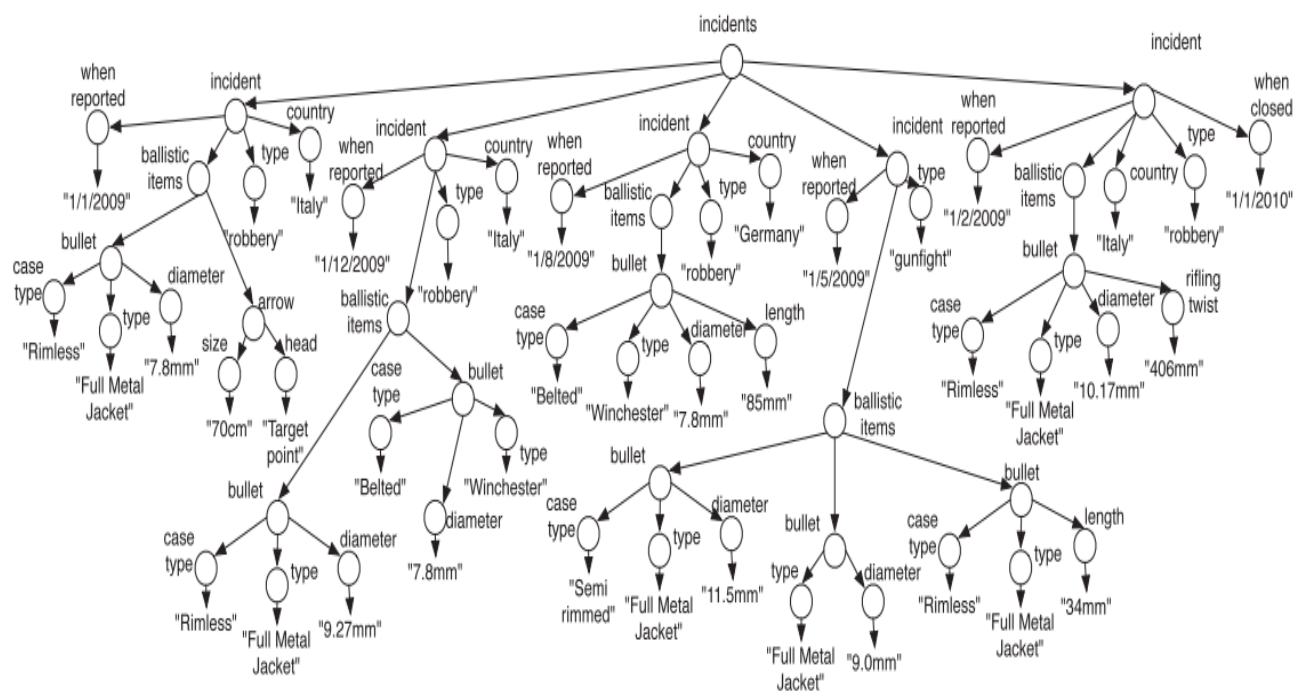 incidents
incident
when
reported
"1/1/2009"
ballistic
items
type
"robbery"
country
"Italy"
bullet
case
type
"Rimless"
type
"Full Metal
Jacket"
diameter
"7.8mm"
arrow
size
"70cm"
head
"Target
point"
incident
when
reported
"1/12/2009"
type
"robbery"
country
"Italy"
ballistic
items
bullet
case
type
"Rimless"
type
"Full Metal
Jacket"
diameter
"9.27mm"
bullet
case
type
"Belted"
diameter
"7.8mm"
type
"Winchester"
incident
when
reported
"1/8/2009"
ballistic
items
type
"robbery"
country
"Germany"
bullet
case
type
"Belted"
type
"Winchester"
diameter
"7.8mm"
length
"85mm"
incident
when
reported
"1/5/2009"
type
"gunfight"
ballistic
items
bullet
case
type
"Semi
rimmed"
type
"Full Metal
Jacket"
diameter
"11.5mm"
bullet
type
"Full Metal
Jacket"
diameter
"9.0mm"
bullet
case
type
"Rimless"
type
"Full Metal
Jacket"
length
"34mm"
incident
when
reported
"1/2/2009"
ballistic
items
country
"Italy"
type
"robbery"
when
closed
"1/1/2010"
bullet
case
type
"Rimless"
type
"Full Metal
Jacket"
diameter
"10.17mm"
rifling
twist
"406mm"